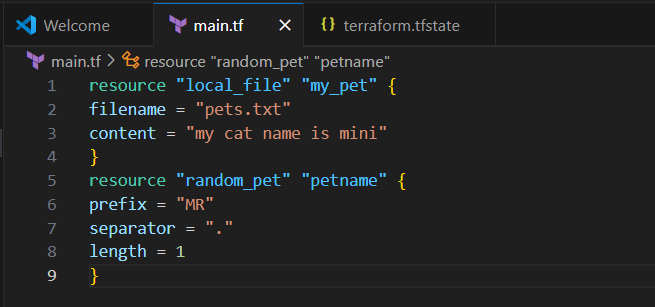 Welcome main.tf terraform.tfstate
main.tf > resource "random_pet" "petname"
1 resource "local_file" "my_pet" {
2 filename = "pets.txt"
3 content = "my cat name is mini"
4 }
5 resource "random_pet" "petname" {
6 prefix = "MR"
7 separator = "."
8 length = 1
9 }